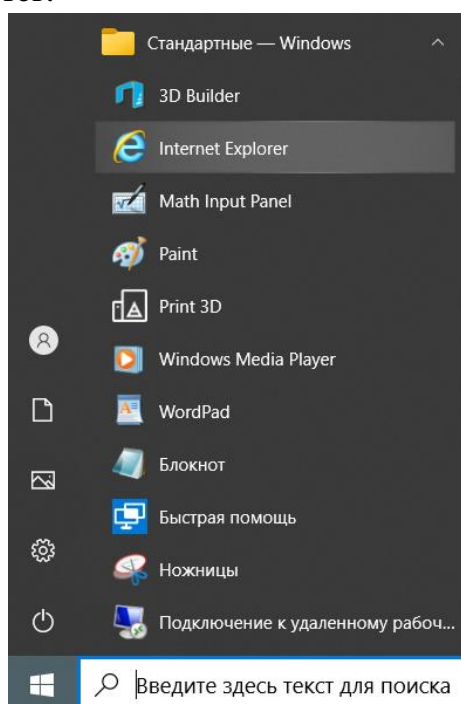 Стандартные — Windows
3D Builder
Internet Explorer
Math Input Panel
Paint
Print 3D
Windows Media Player
WordPad
Блокнот
Быстрая помощь
Ножницы
Подключение к удаленному рабоч...
Введите здесь текст для поиска